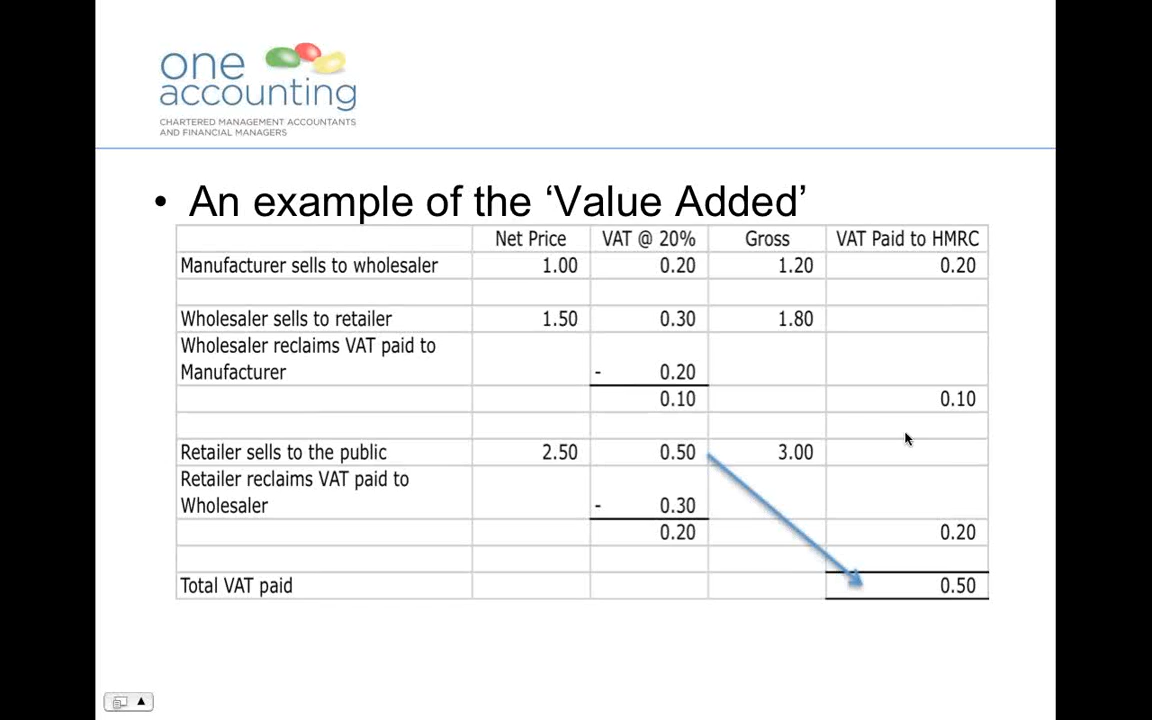 one
accounting
CHARTERED MANAGEMENT ACCOUNTANTS
AND FINANCIAL MANAGERS
• An example of the ‘Value Added’
Net Price VAT @ 20% Gross VAT Paid to HMRC
Manufacturer sells to wholesaler 1.00 0.20 1.20 0.20
Wholesaler sells to retailer 1.50 0.30 1.80
Wholesaler reclaims VAT paid to
Manufacturer - 0.20
0.10 0.10
Retailer sells to the public 2.50 0.50 3.00
Retailer reclaims VAT paid to
Wholesaler - 0.30
0.20 0.20
Total VAT paid 0.50